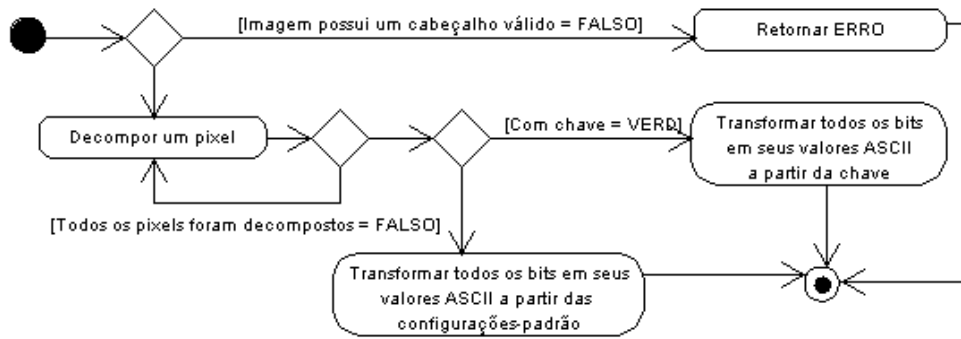 [Imagem possui um cabeçalho válido = FALSO]
Retornar ERRO
Decompor um pixel
[Com chave = VERD]
Transformar todos os bits
em seus valores ASCII
a partir da chave
[Todos os pixels foram decompostos = FALSO]
Transformar todos os bits em seus
valores ASCII a partir das
configurações-padrão